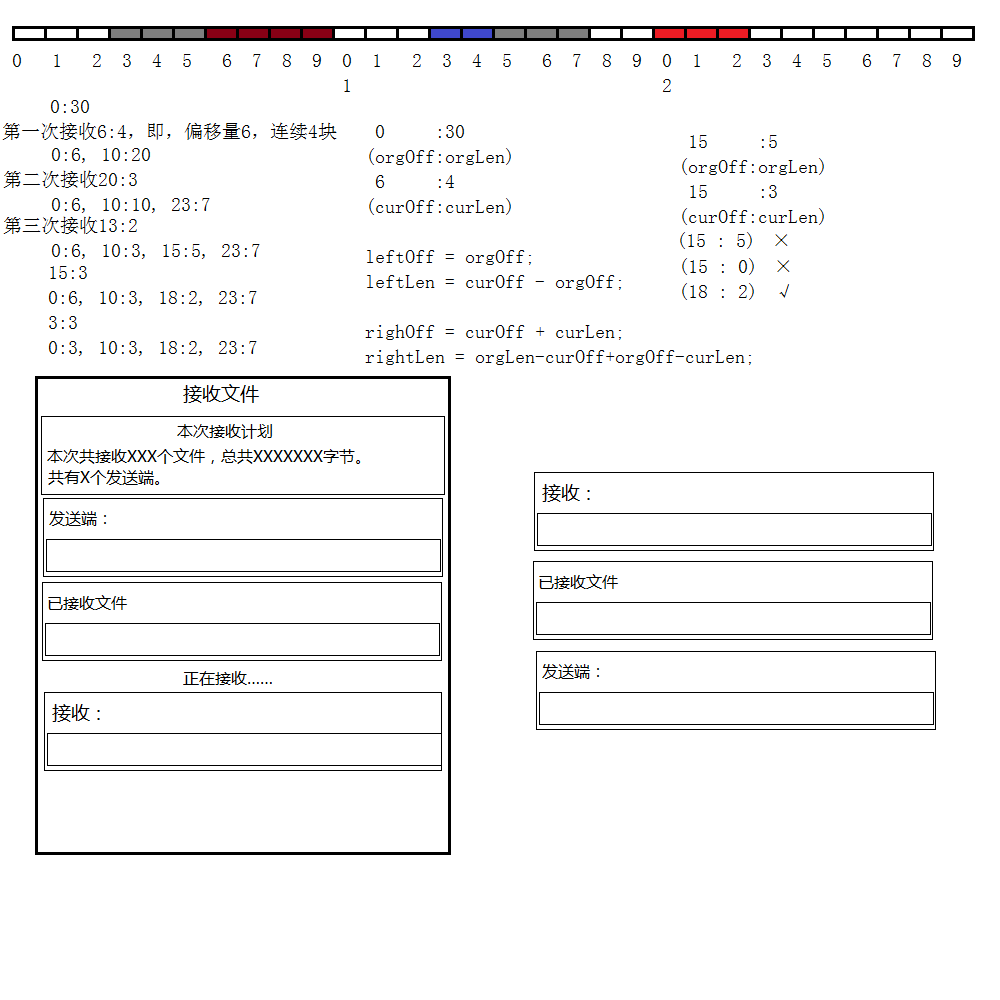 0 1 2 3 4 5 6 7 8 9 0 1 2 3 4 5 6 7 8 9 0 1 2 3 4 5 6 7 8 9
1 2
0:30
第一次接收6:4，即，偏移量6，连续4块
0:6, 10:20
第二次接收20:3
0:6, 10:10, 23:7
第三次接收13:2
0:6, 10:3, 15:5, 23:7
15:3
0:6, 10:3, 18:2, 23:7
3:3
0:3, 10:3, 18:2, 23:7
0 :30
(orgOff:orgLen)
6 :4
(curOff:curLen)
leftOff = orgOff;
leftLen = curOff - orgOff;
righOff = curOff + curLen;
rightLen = orgLen-curOff+orgOff-curLen;
15 :5
(orgOff:orgLen)
15 :3
(curOff:curLen)
(15 : 5) ×
(15 : 0) ×
(18 : 2) √
接收文件
本次接收计划
本次共接收XXX个文件，总共XXXXXXX字节。
共有X个发送端。
发送端：
已接收文件
正在接收......
接收：
接收：
已接收文件
发送端：